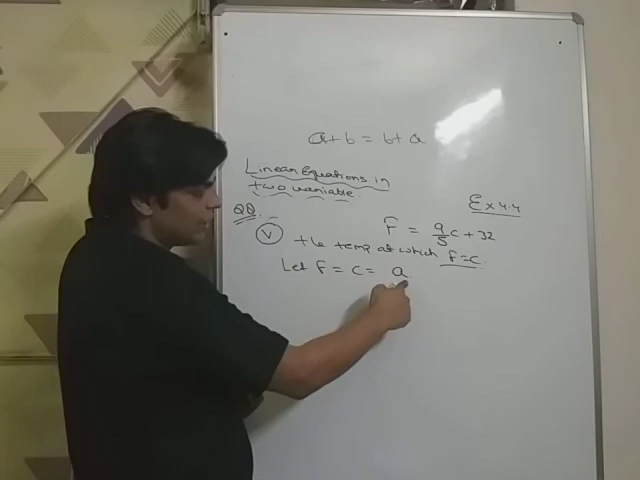 a + b = b + a
Linear Equations in
two variable.
Ex 4.4
Q8. F = 9/5 C + 32
V the temp at which F = C.
Let F = C = a